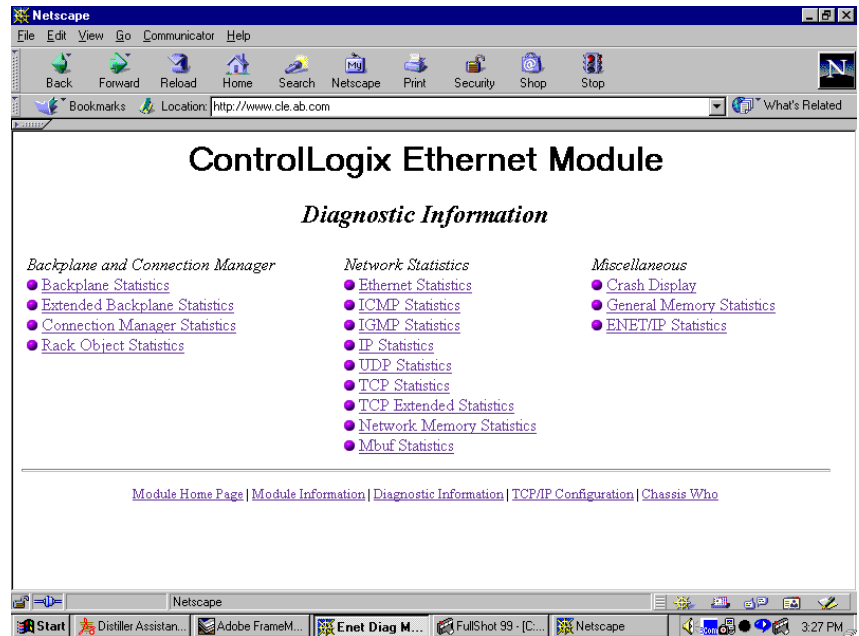 Netscape
File Edit View Go Communicator Help
Back Forward Reload Home Search Netscape Print Security Shop Stop
My
N
Bookmarks Location: http://www.cle.ab.com What's Related
ControlLogix Ethernet Module
Diagnostic Information
Backplane and Connection Manager
Backplane Statistics
Extended Backplane Statistics
Connection Manager Statistics
Rack Object Statistics
Network Statistics
Ethernet Statistics
ICMP Statistics
IGMP Statistics
IP Statistics
UDP Statistics
TCP Statistics
TCP Extended Statistics
Network Memory Statistics
Mbuf Statistics
Miscellaneous
Crash Display
General Memory Statistics
ENET/IP Statistics
Module Home Page | Module Information | Diagnostic Information | TCP/IP Configuration | Chassis Who
Netscape
Start Distiller Assistan... Adobe FrameM... Enet Diag M... FullShot 99 - [C:... Netscape 3:27 PM